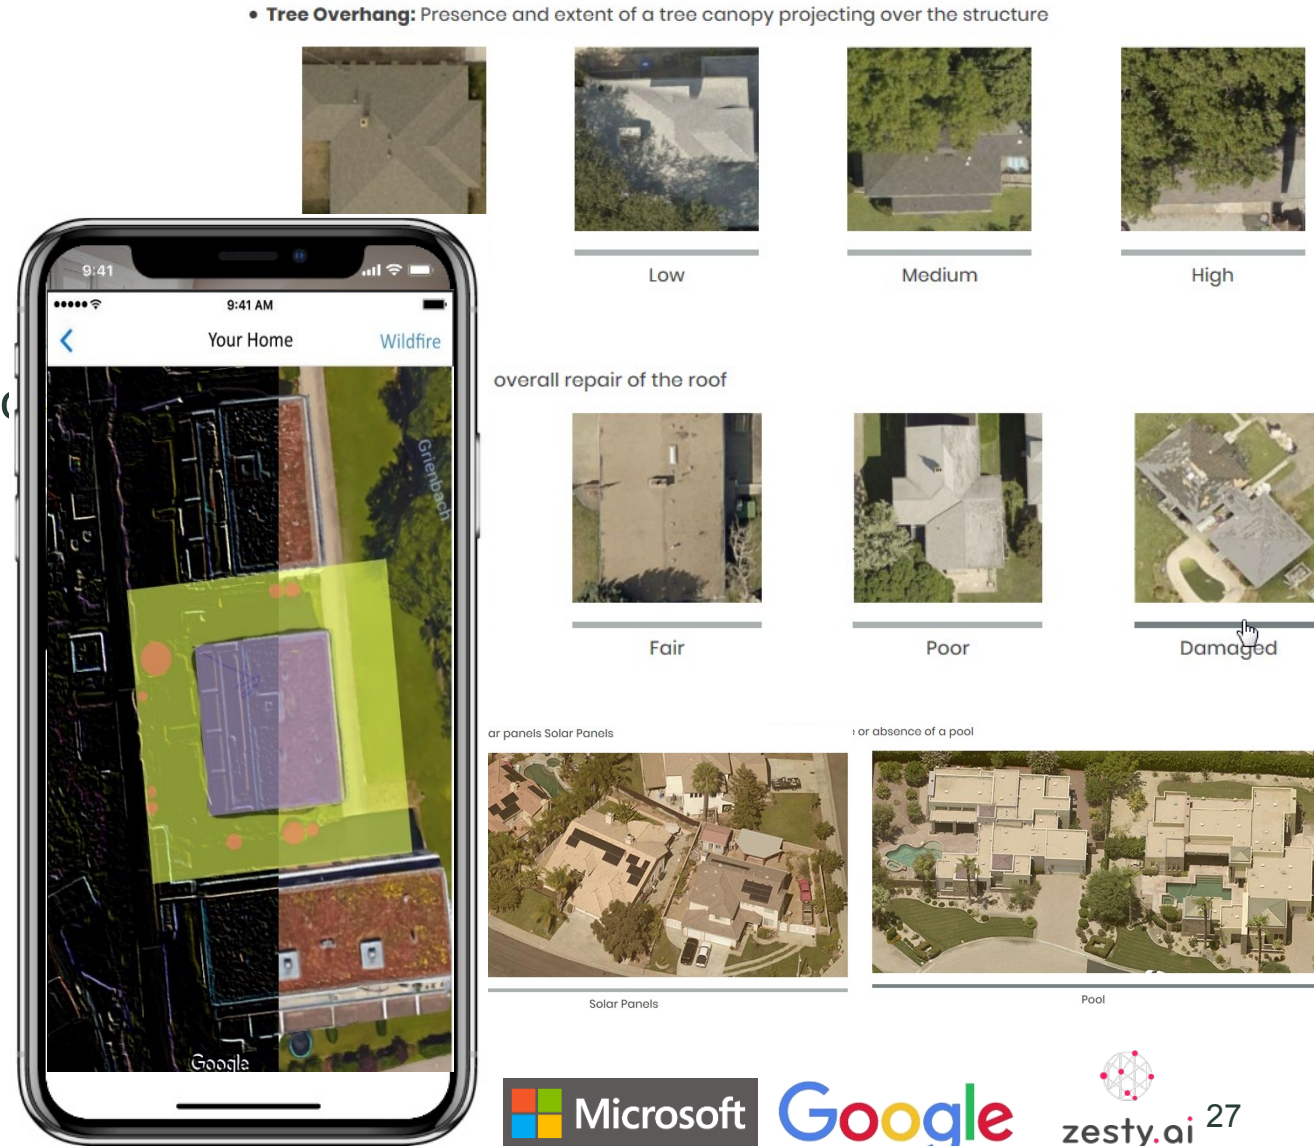 • Tree Overhang: Presence and extent of a tree canopy projecting over the structure
Low
Medium
High
9:41
9:41 AM
Your Home
Wildfire
Grienbach
Google
overall repair of the roof
Fair
Poor
Damaged
ar panels Solar Panels
or absence of a pool
Solar Panels
Pool
Microsoft
Google
zesty.ai
27